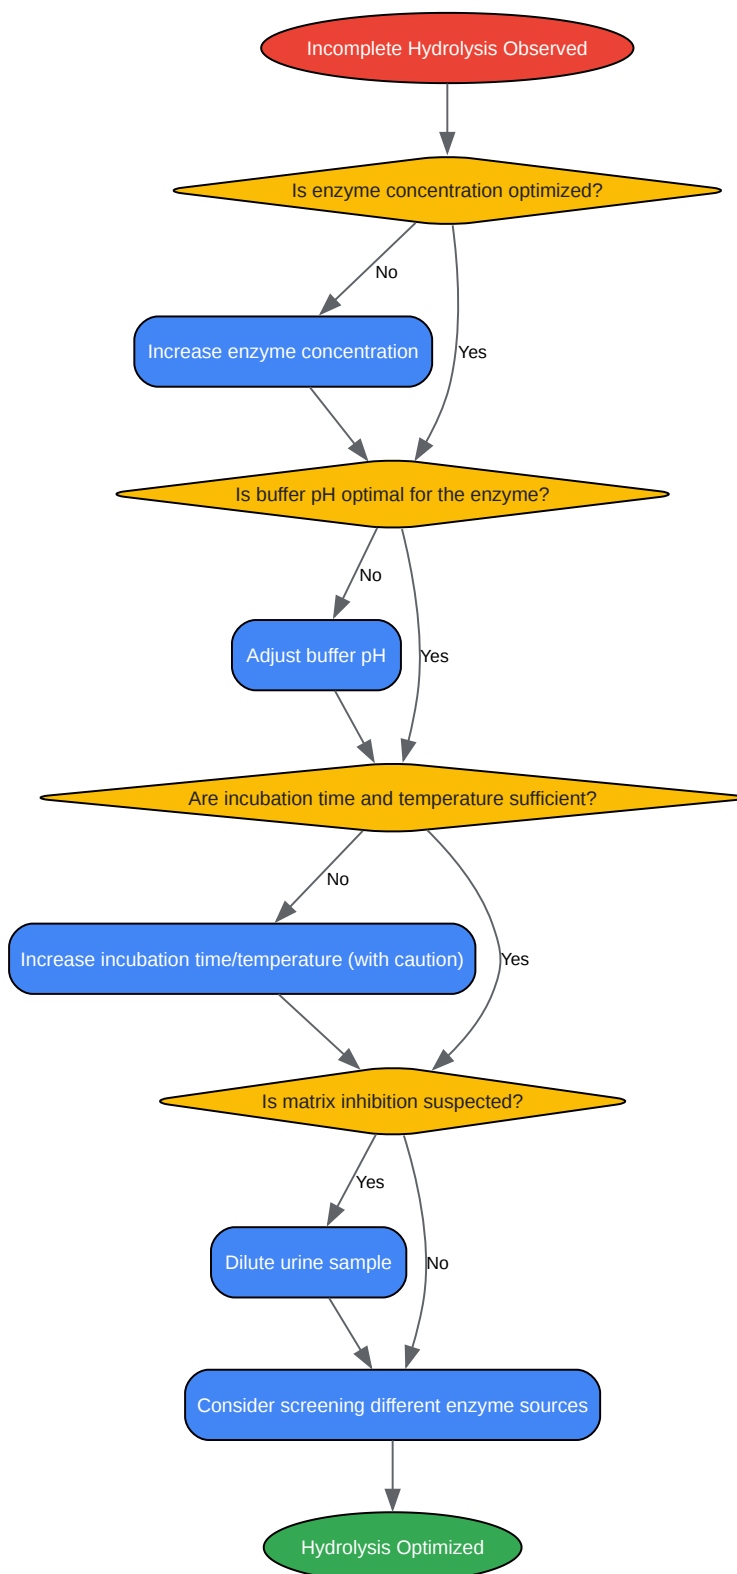 Incomplete Hydrolysis Observed
Is enzyme concentration optimized?
No
Increase enzyme concentration
Yes
Is buffer pH optimal for the enzyme?
No
Adjust buffer pH
Yes
Are incubation time and temperature sufficient?
No
Increase incubation time/temperature (with caution)
Yes
Is matrix inhibition suspected?
Yes
Dilute urine sample
No
Consider screening different enzyme sources
Hydrolysis Optimized